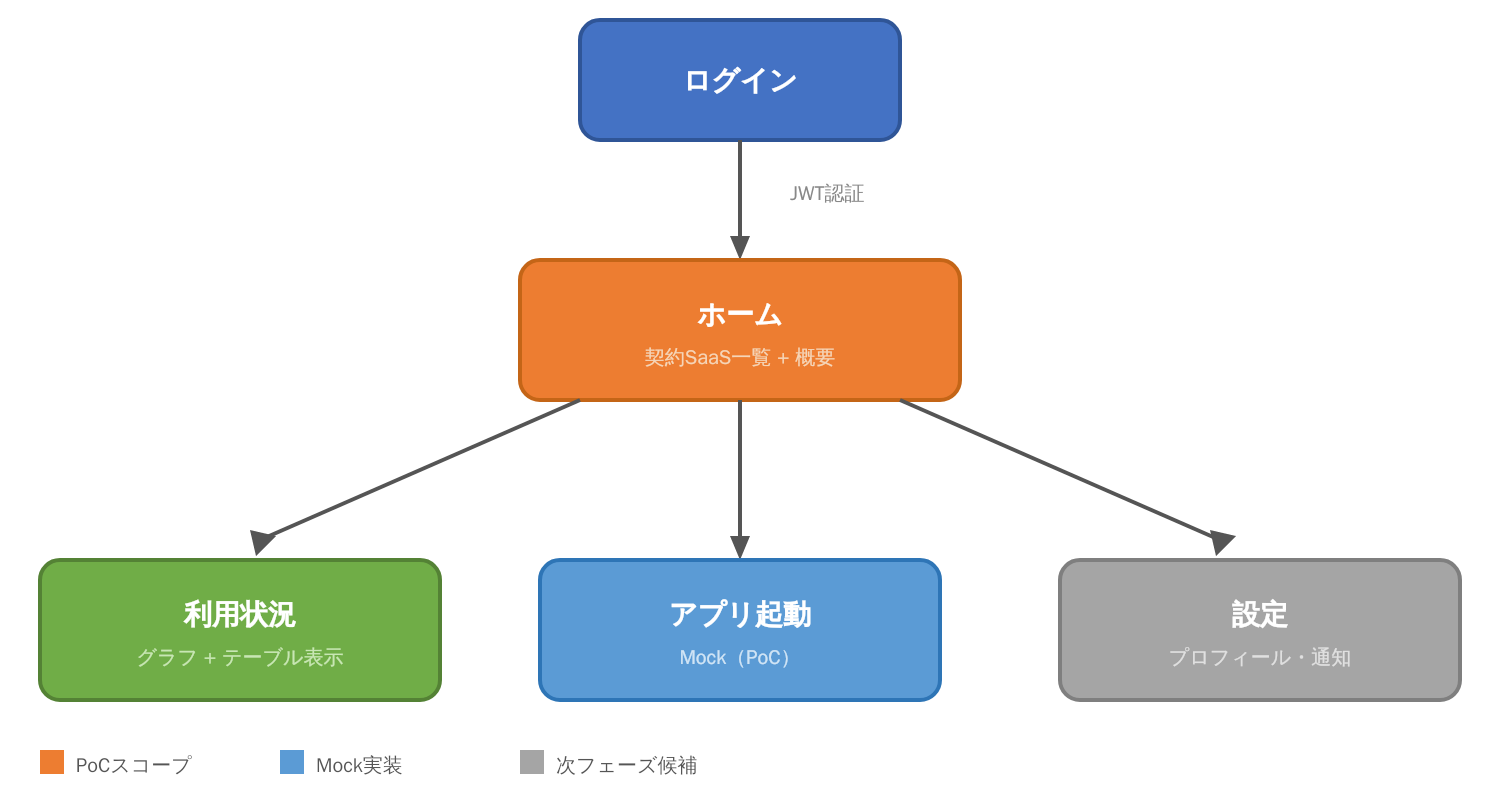 ログイン
JWT認証
ホーム
契約SaaS一覧 + 概要
利用状況
グラフ + テーブル表示
アプリ起動
Mock（PoC）
設定
プロフィール・通知
PoCスコープ
Mock実装
次フェーズ候補